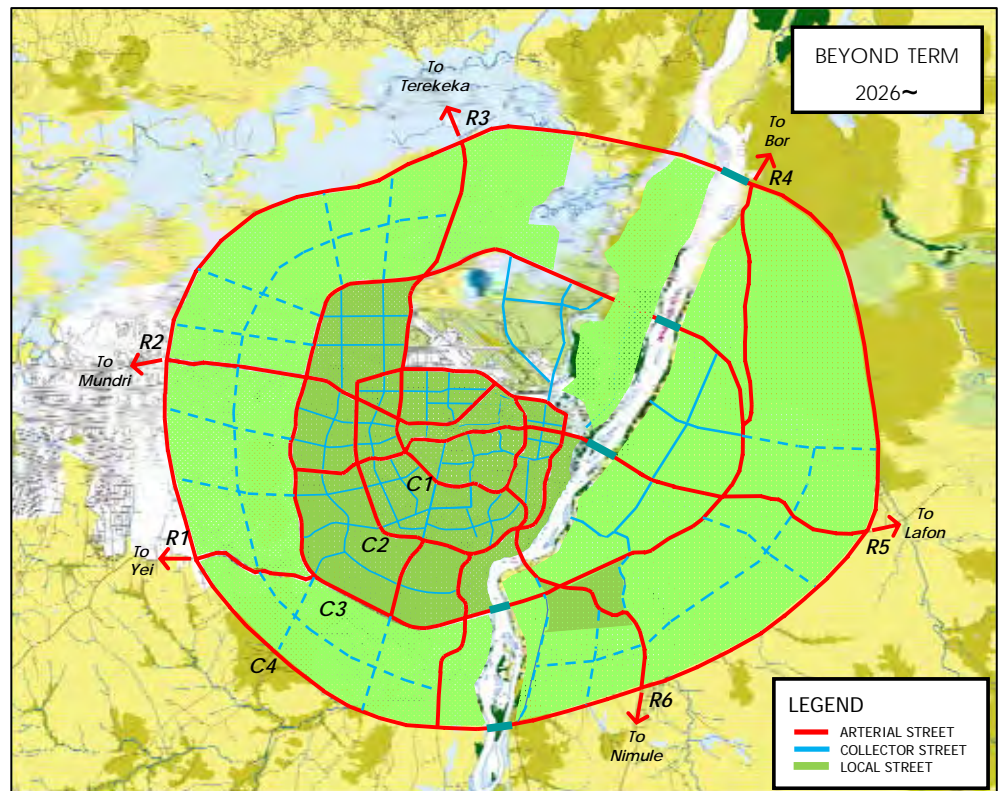 BEYOND TERM
2026~
To
Terekeka
R3
To
Bor
R4
R2
To
Mundri
C1
C2
R1
To
Yei
C3
C4
To
Lafon
R5
R6
To
Nimule
LEGEND
ARTERIAL STREET
COLLECTOR STREET
LOCAL STREET